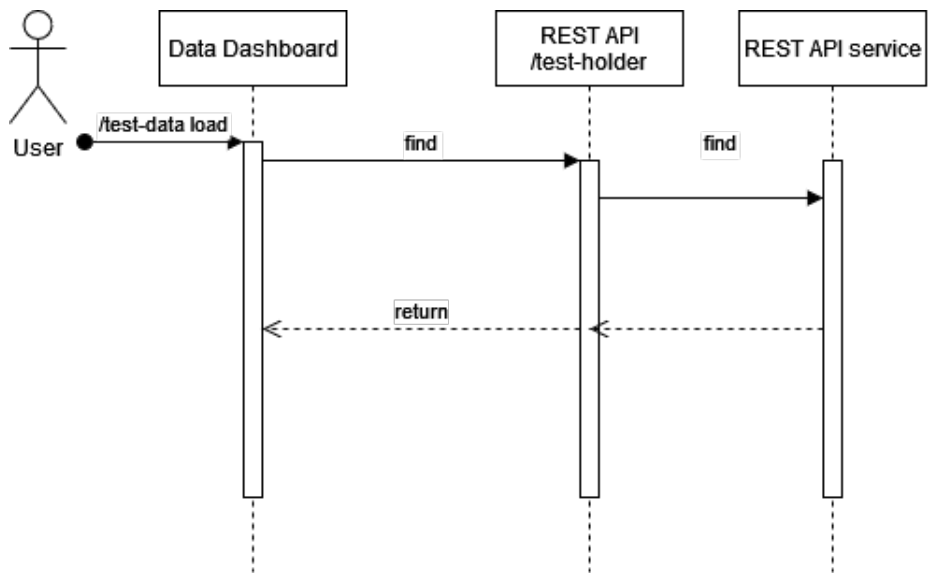 Data Dashboard
REST API
/test-holder
REST API service
User
/test-data load
find
find
return